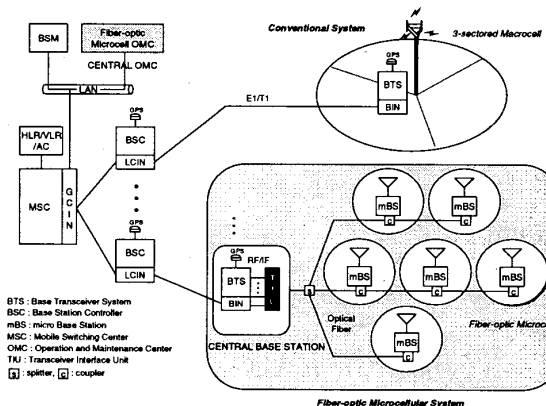 Conventional System
3-sectored Macrocell
BSM
Fiber-optic
Microcell OMC
CENTRAL OMC
LAN
GPS
BTS
BIN
E1/T1
GPS
BSC
LCIN
HLR/VLR
/AC
MSC
GCIN
GPS
BSC
LCIN
GPS
RF/IF
BTS
BIN
CENTRAL BASE STATION
S
Optical
Fiber
mBS
C
mBS
C
mBS
C
mBS
C
mBS
C
mBS
C
Fiber-optic Microc
BTS : Base Transceiver System
BSC : Base Station Controller
mBS : micro Base Station
MSC : Mobile Switching Center
OMC : Operation and Maintenance Center
TIU : Transceiver Interface Unit
s : splitter, c : coupler
Fiber-optic Microcellular System